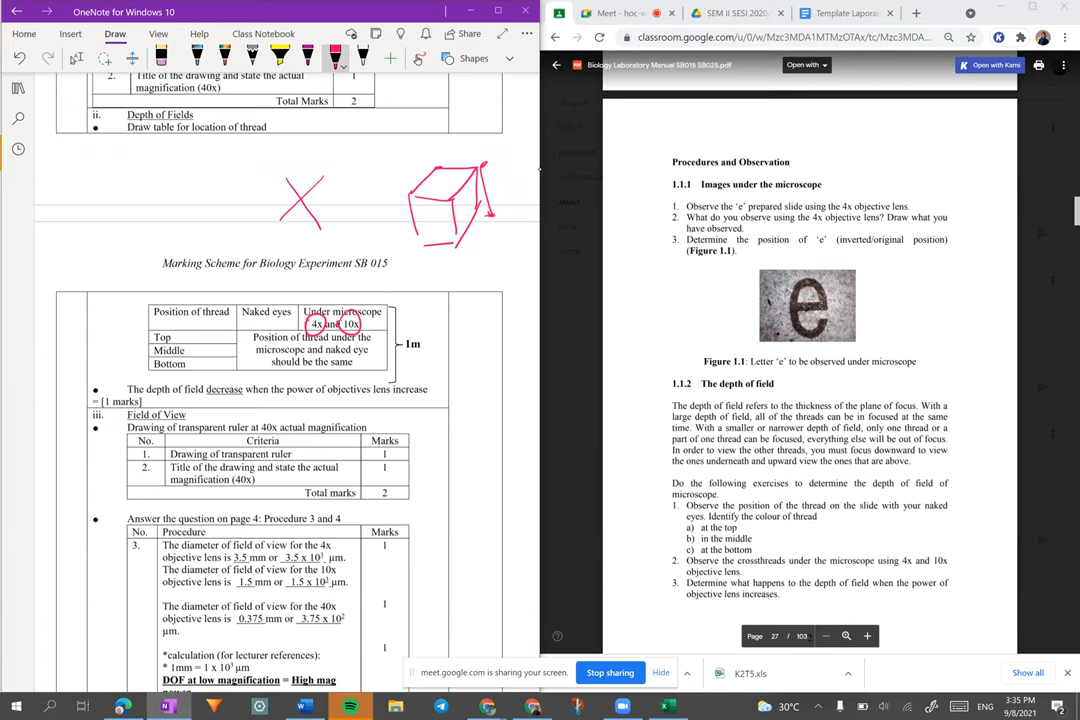 OneNote for Windows 10
Home Insert Draw View Help Class Notebook Share
Shapes
2. Title of the drawing and state the actual 1
magnification (40x)
Total Marks 2
ii. Depth of Fields
• Draw table for location of thread
Marking Scheme for Biology Experiment SB 015
Position of thread Naked eyes Under microscope
4x and 10x
Top Position of thread under the
Middle microscope and naked eye 1m
Bottom should be the same
• The depth of field decrease when the power of objectives lens increase
= [1 marks]
iii. Field of View
• Drawing of transparent ruler at 40x actual magnification
No. Criteria Marks
1. Drawing of transparent ruler 1
2. Title of the drawing and state the actual 1
magnification (40x)
Total marks 2
• Answer the question on page 4: Procedure 3 and 4
No. Procedure Marks
3. The diameter of field of view for the 4x 1
objective lens is 3.5 mm or 3.5 x 10³ µm.
The diameter of field of view for the 10x
objective lens is 1.5 mm or 1.5 x 10³ µm.
The diameter of field of view for the 40x 1
objective lens is 0.375 mm or 3.75 x 10²
µm.
*calculation (for lecturer references): 1
* 1mm = 1 x 10³ µm
DOF at low magnification = High mag
power
Meet - hoc-w SEM II SESI 2020 Template Lapora
classroom.google.com/u/0/w/Mzc3MDA1MTMzOTAx/tc/Mzc3MDA...
Biology Laboratory Manual SB015 SB025.pdf Open with Open with Kami
Procedures and Observation
1.1.1 Images under the microscope
1. Observe the ‘e’ prepared slide using the 4x objective lens.
2. What do you observe using the 4x objective lens? Draw what you
have observed.
3. Determine the position of ‘e’ (inverted/original position)
(Figure 1.1).
e
Figure 1.1: Letter ‘e’ to be observed under microscope
1.1.2 The depth of field
The depth of field refers to the thickness of the plane of focus. With a
large depth of field, all of the threads can be in focused at the same
time. With a smaller or narrower depth of field, only one thread or a
part of one thread can be focused, everything else will be out of focus.
In order to view the other threads, you must focus downward to view
the ones underneath and upward view the ones that are above.
Do the following exercises to determine the depth of field of
microscope.
1. Observe the position of the thread on the slide with your naked
eyes. Identify the colour of thread
a) at the top
b) in the middle
c) at the bottom
2. Observe the crossthreads under the microscope using 4x and 10x
objective lens.
3. Determine what happens to the depth of field when the power of
objective lens increases.
Page 27 / 103
meet.google.com is sharing your screen. Stop sharing Hide
K2T5.xls
Show all
30°C ENG 3:35 PM
9/8/2021